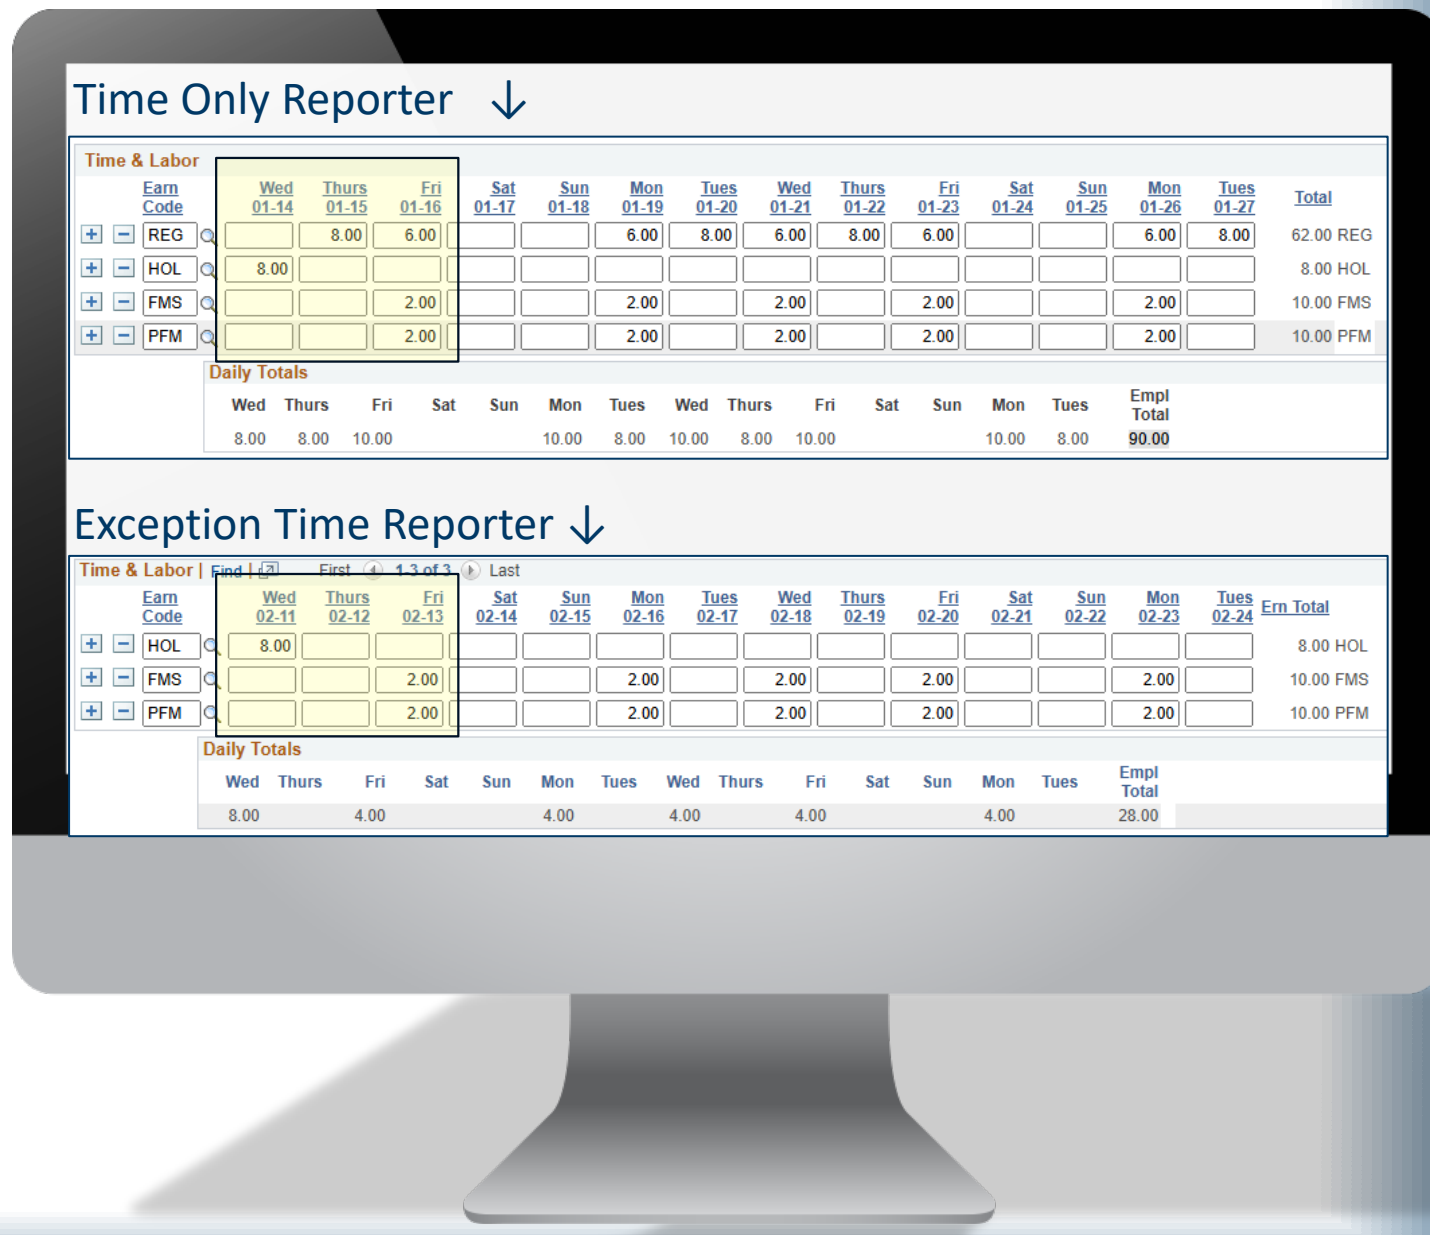 Time Only Reporter ↓
Time & Labor
Earn Code Wed 01-14 Thurs 01-15 Fri 01-16 Sat 01-17 Sun 01-18 Mon 01-19 Tues 01-20 Wed 01-21 Thurs 01-22 Fri 01-23 Sat 01-24 Sun 01-25 Mon 01-26 Tues 01-27 Total
+ − REG 8.00 6.00 6.00 8.00 6.00 8.00 6.00 6.00 8.00 62.00 REG
+ − HOL 8.00 8.00 HOL
+ − FMS 2.00 2.00 2.00 2.00 2.00 10.00 FMS
+ − PFM 2.00 2.00 2.00 2.00 2.00 10.00 PFM
Daily Totals
Wed Thurs Fri Sat Sun Mon Tues Wed Thurs Fri Sat Sun Mon Tues Empl Total
8.00 8.00 10.00 10.00 8.00 10.00 8.00 10.00 10.00 8.00 90.00
Exception Time Reporter ↓
Time & Labor | Find | First 1-3 of 3 Last
Earn Code Wed 02-11 Thurs 02-12 Fri 02-13 Sat 02-14 Sun 02-15 Mon 02-16 Tues 02-17 Wed 02-18 Thurs 02-19 Fri 02-20 Sat 02-21 Sun 02-22 Mon 02-23 Tues 02-24 Ern Total
+ − HOL 8.00 8.00 HOL
+ − FMS 2.00 2.00 2.00 2.00 2.00 10.00 FMS
+ − PFM 2.00 2.00 2.00 2.00 2.00 10.00 PFM
Daily Totals
Wed Thurs Fri Sat Sun Mon Tues Wed Thurs Fri Sat Sun Mon Tues Empl Total
8.00 4.00 4.00 4.00 4.00 4.00 28.00